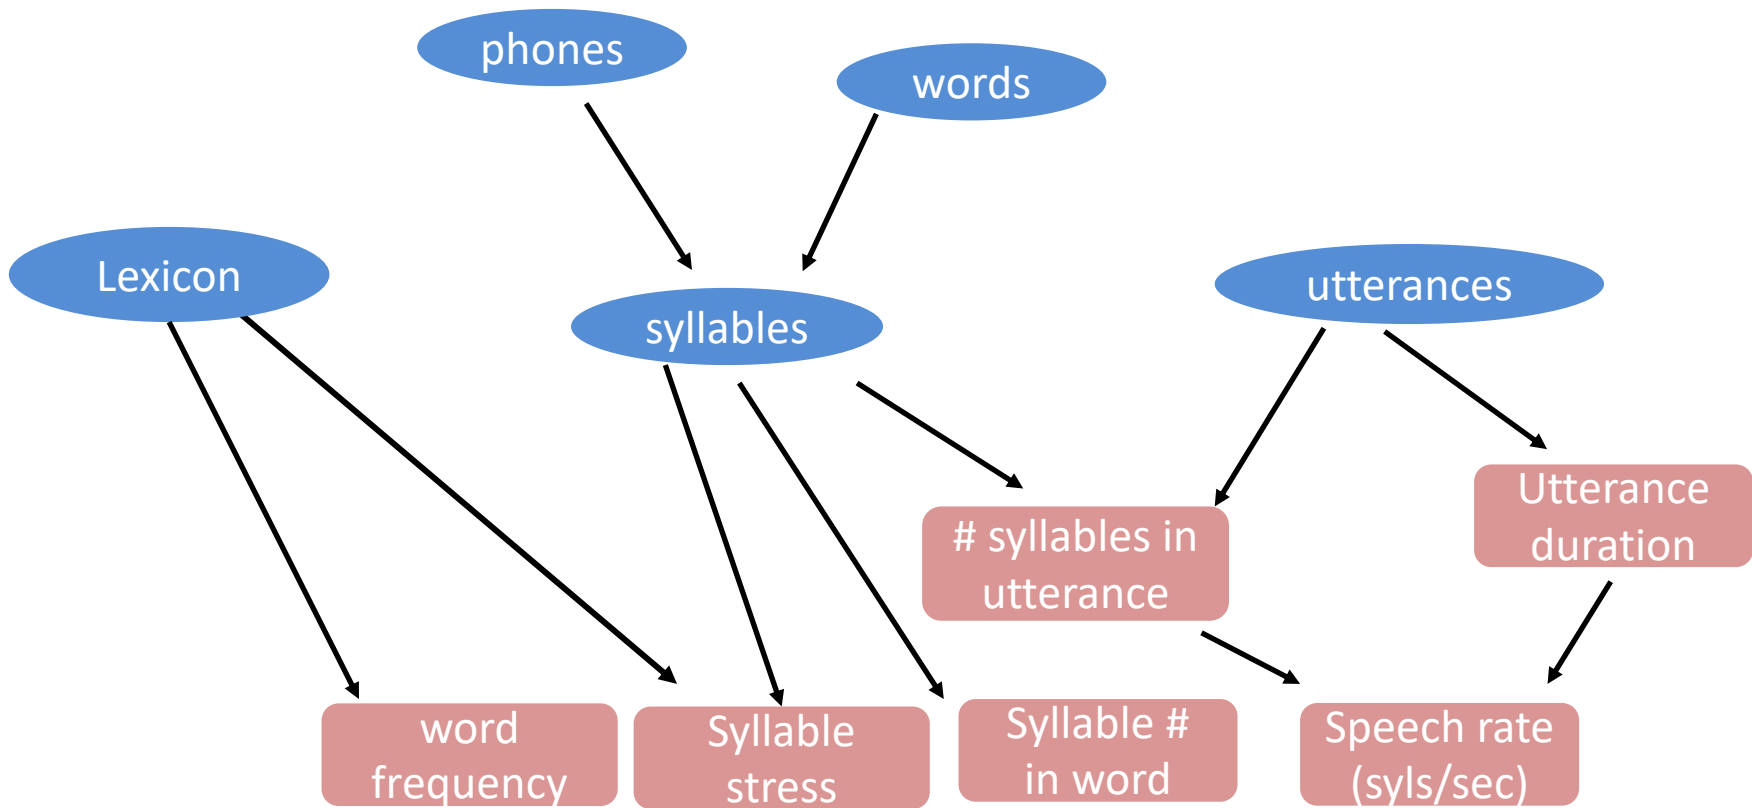 phones
words
Lexicon
utterances
syllables
Utterance
duration
# syllables in
utterance
word
frequency
Syllable
stress
Syllable #
in word
Speech rate
(syls/sec)